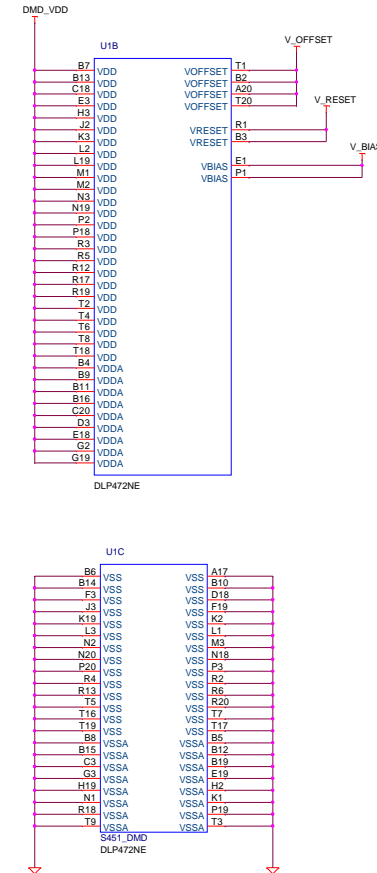 DMD_VDD
U1B
V_OFFSET
B7 VDD VOFFSET T1
B13 VDD VOFFSET B2
C18 VDD VOFFSET A20
E3 VDD VOFFSET T20
H3 VDD
V_RESET
J2 VDD VRESET R1
K3 VDD VRESET B3
L2 VDD
V_BIAS
L19 VDD VBIAS E1
M1 VDD VBIAS P1
M2 VDD
N3 VDD
N19 VDD
P2 VDD
P18 VDD
R3 VDD
R5 VDD
R12 VDD
R17 VDD
R19 VDD
T2 VDD
T4 VDD
T6 VDD
T8 VDD
T18 VDD
B4 VDDA
B9 VDDA
B11 VDDA
B16 VDDA
C20 VDDA
D3 VDDA
E18 VDDA
G2 VDDA
G19 VDDA
DLP472NE
U1C
B6 VSS VSS A17
B14 VSS VSS B10
F3 VSS VSS D18
J3 VSS VSS F19
K19 VSS VSS K2
L3 VSS VSS L1
N2 VSS VSS M3
N20 VSS VSS N18
P20 VSS VSS P3
R4 VSS VSS R2
R13 VSS VSS R6
T5 VSS VSS R20
T16 VSS VSS T7
T19 VSS VSS T17
B8 VSSA VSSA B5
B15 VSSA VSSA B12
C3 VSSA VSSA B19
G3 VSSA VSSA E19
H19 VSSA VSSA H2
N1 VSSA VSSA K1
R18 VSSA VSSA P19
T9 VSSA VSSA T3
S451_DMD
DLP472NE